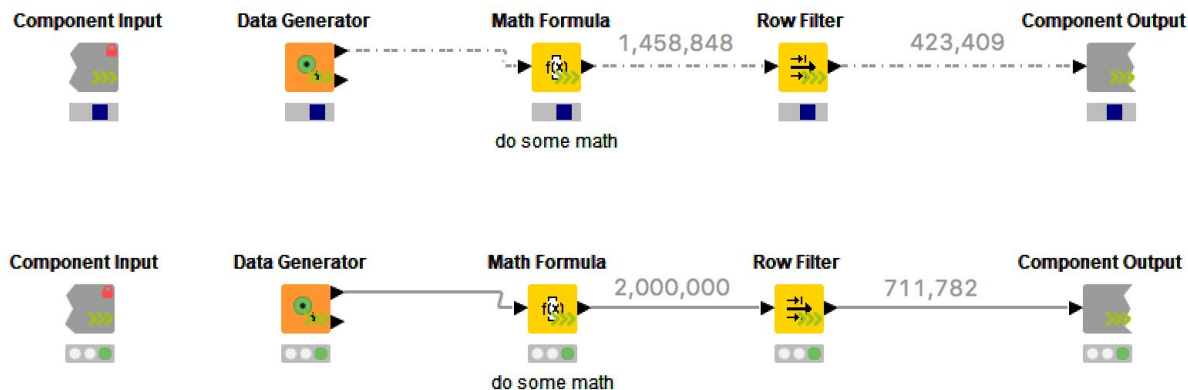 Component Input
Data Generator
Math Formula
Row Filter
Component Output
1,458,848
423,409
f(x)
do some math
Component Input
Data Generator
Math Formula
Row Filter
Component Output
2,000,000
711,782
f(x)
do some math